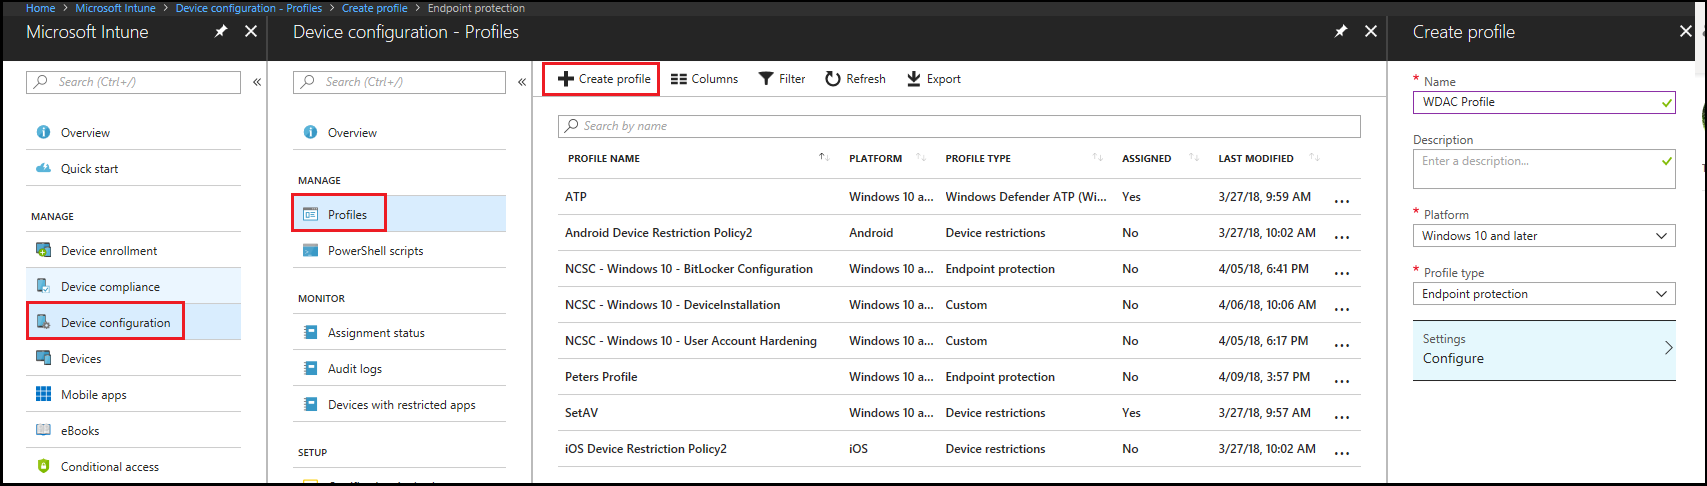 Home > Microsoft Intune > Device configuration - Profiles > Create profile > Endpoint protection
Microsoft Intune
Search (Ctrl+/)
Overview
Quick start
MANAGE
Device enrollment
Device compliance
Device configuration
Devices
Mobile apps
eBooks
Conditional access
Device configuration - Profiles
Search (Ctrl+/)
Overview
MANAGE
Profiles
PowerShell scripts
MONITOR
Assignment status
Audit logs
Devices with restricted apps
SETUP
Create profile Columns Filter Refresh Export
Search by name
PROFILE NAME PLATFORM PROFILE TYPE ASSIGNED LAST MODIFIED
ATP Windows 10 a... Windows Defender ATP (Wi... Yes 3/27/18, 9:59 AM ...
Android Device Restriction Policy2 Android Device restrictions No 3/27/18, 10:02 AM ...
NCSC - Windows 10 - BitLocker Configuration Windows 10 a... Endpoint protection No 4/05/18, 6:41 PM ...
NCSC - Windows 10 - DeviceInstallation Windows 10 a... Custom No 4/06/18, 10:06 AM ...
NCSC - Windows 10 - User Account Hardening Windows 10 a... Custom No 4/05/18, 6:17 PM ...
Peters Profile Windows 10 a... Endpoint protection No 4/09/18, 3:57 PM ...
SetAV Windows 10 a... Device restrictions Yes 3/27/18, 9:57 AM ...
iOS Device Restriction Policy2 iOS Device restrictions No 3/27/18, 10:02 AM ...
Create profile
* Name
WDAC Profile
Description
Enter a description...
* Platform
Windows 10 and later
* Profile type
Endpoint protection
Settings
Configure